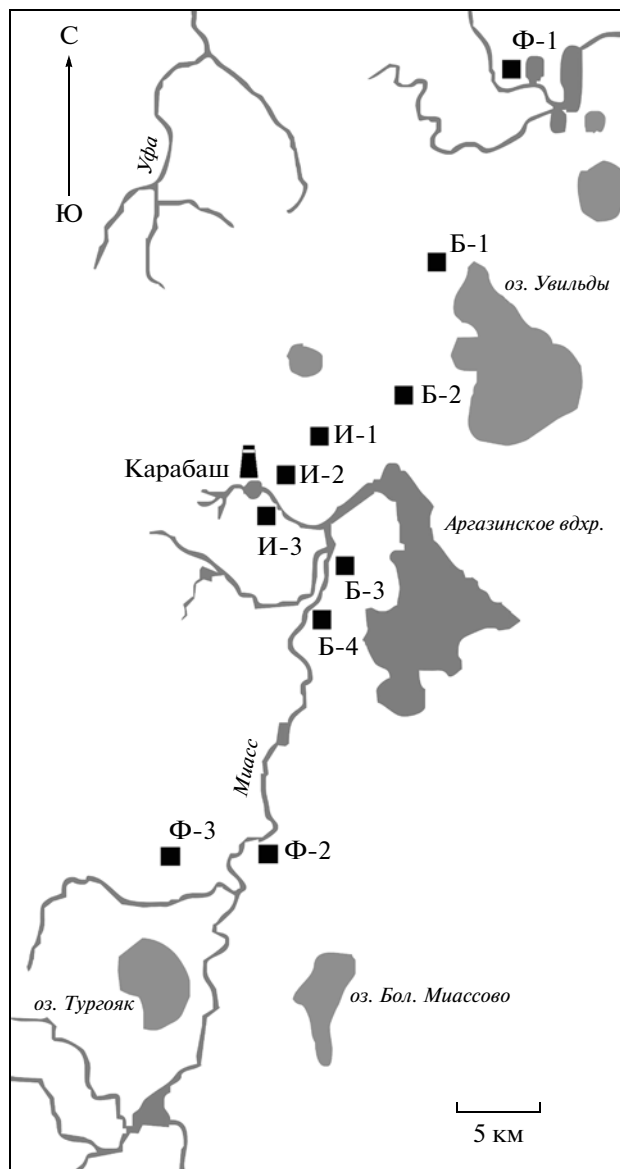 С
Ю
Ф-1
Уфа
Б-1
оз. Увильды
Б-2
И-1
Карабаш
И-2
И-3
Аргазинское вдхр.
Б-3
Б-4
Миасс
Ф-3
Ф-2
оз. Тургояк
оз. Бол. Миассово
5 км